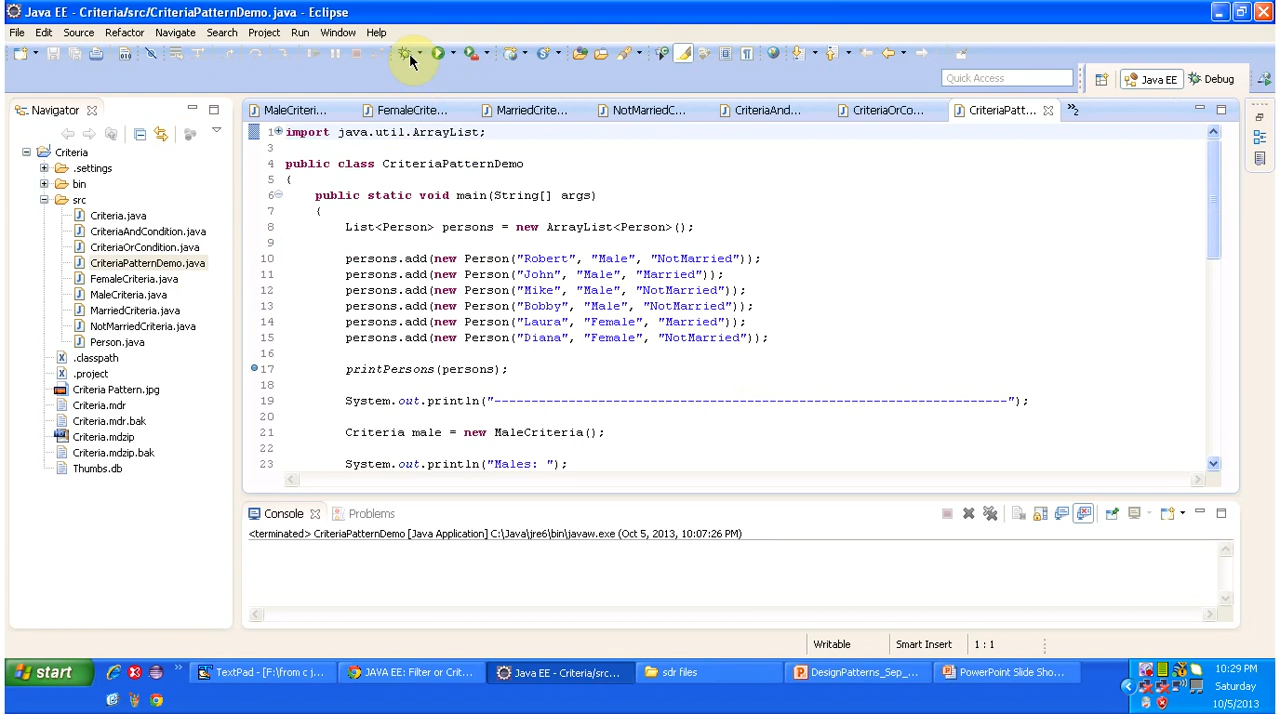 Java EE - Criteria/src/CriteriaPatternDemo.java - Eclipse
File Edit Source Refactor Navigate Search Project Run Window Help
Quick Access
Java EE
Debug
Navigator
MaleCriteri...
FemaleCrite...
MarriedCrite...
NotMarriedC...
CriteriaAnd...
CriteriaOrCo...
CriteriaPatt...
»2
Criteria
.settings
bin
src
Criteria.java
CriteriaAndCondition.java
CriteriaOrCondition.java
CriteriaPatternDemo.java
FemaleCriteria.java
MaleCriteria.java
MarriedCriteria.java
NotMarriedCriteria.java
Person.java
.classpath
.project
Criteria Pattern.jpg
Criteria.mdr
Criteria.mdr.bak
Criteria.mdzip
Criteria.mdzip.bak
Thumbs.db
1 import java.util.ArrayList;
3
4 public class CriteriaPatternDemo
5 {
6 public static void main(String[] args)
7 {
8 List<Person> persons = new ArrayList<Person>();
9
10 persons.add(new Person("Robert", "Male", "NotMarried"));
11 persons.add(new Person("John", "Male", "Married"));
12 persons.add(new Person("Mike", "Male", "NotMarried"));
13 persons.add(new Person("Bobby", "Male", "NotMarried"));
14 persons.add(new Person("Laura", "Female", "Married"));
15 persons.add(new Person("Diana", "Female", "NotMarried"));
16
17 printPersons(persons);
18
19 System.out.println("----------------------------------------------------------------------");
20
21 Criteria male = new MaleCriteria();
22
23 System.out.println("Males: ");
Console
Problems
<terminated> CriteriaPatternDemo [Java Application] C:\Java\jre6\bin\javaw.exe (Oct 5, 2013, 10:07:26 PM)
Writable
Smart Insert
1 : 1
start
TextPad - [F:\from c j...
JAVA EE: Filter or Crit...
Java EE - Criteria/src...
sdr files
DesignPatterns_Sep_...
PowerPoint Slide Sho...
10:29 PM
Saturday
10/5/2013